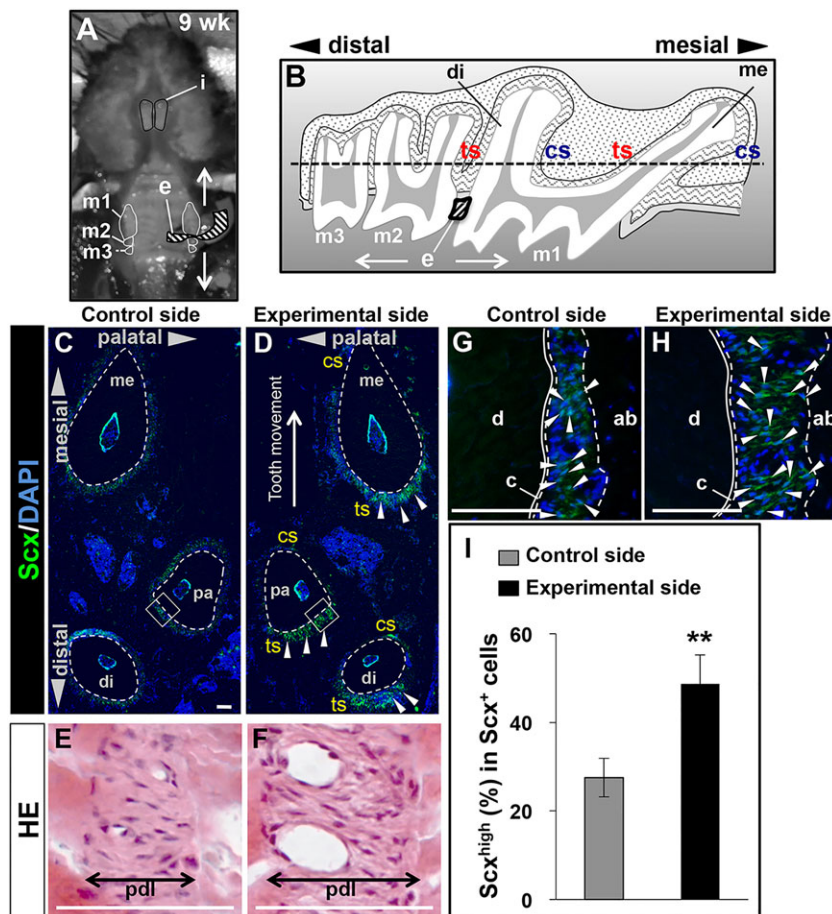 A
9 wk
i
m1
e
m2
m3
distal
mesial
B
di
me
ts
cs
ts
cs
m3
m2
e
m1
Control side
Experimental side
Scx/DAPI
C
palatal
me
mesial
pa
distal
di
D
palatal
cs
me
Tooth movement
ts
cs
pa
ts
cs
di
ts
Control side
Experimental side
G
d
ab
c
H
d
ab
c
HE
E
pdl
F
pdl
I
Control side
Experimental side
Scxhigh (%) in Scx+ cells
60
40
20
0
**